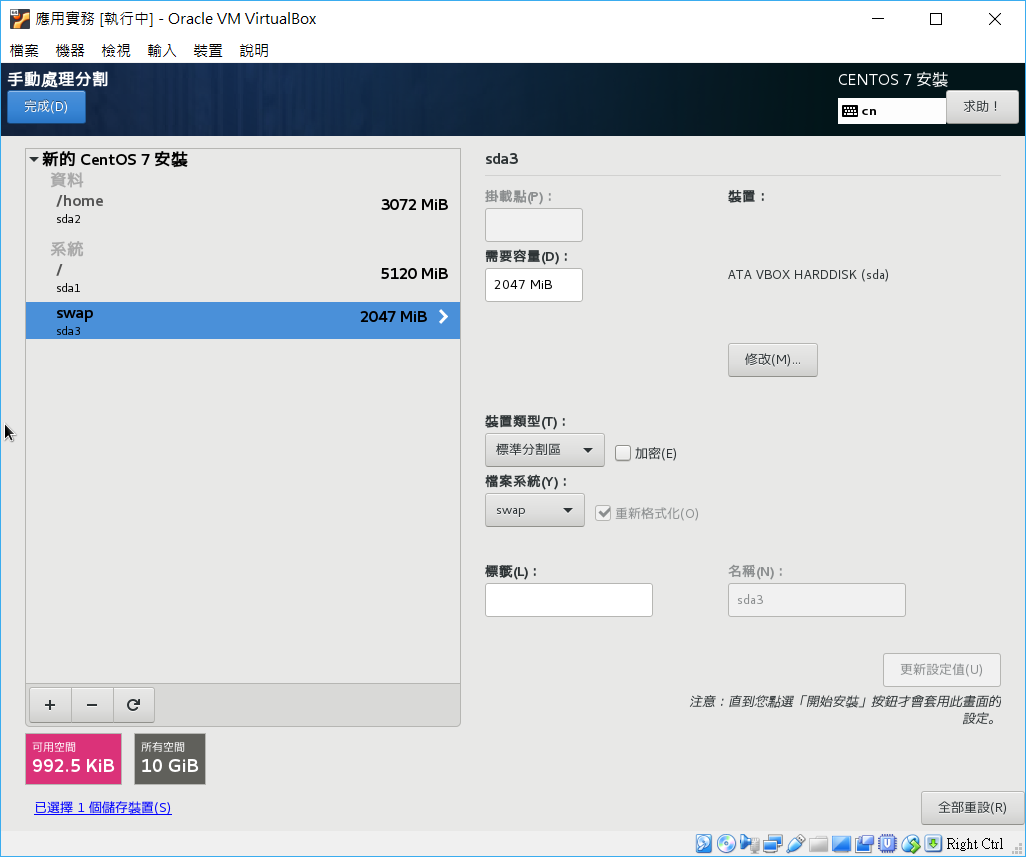 應用實務 [執行中] - Oracle VM VirtualBox
檔案 機器 檢視 輸入 裝置 說明
手動處理分割
CENTOS 7 安裝
完成(D)
cn
求助！
新的 CentOS 7 安裝
資料
/home
3072 MiB
sda2
系統
/
5120 MiB
sda1
swap
2047 MiB
sda3
sda3
掛載點(P)：
裝置：
需要容量(D)：
2047 MiB
ATA VBOX HARDDISK (sda)
修改(M)...
裝置類型(T)：
標準分割區
加密(E)
檔案系統(Y)：
swap
重新格式化(O)
標籤(L)：
名稱(N)：
sda3
更新設定值(U)
注意：直到您點選「開始安裝」按鈕才會套用此畫面的
設定。
可用空間
992.5 KiB
所有空間
10 GiB
已選擇 1 個儲存裝置(S)
全部重設(R)
Right Ctrl